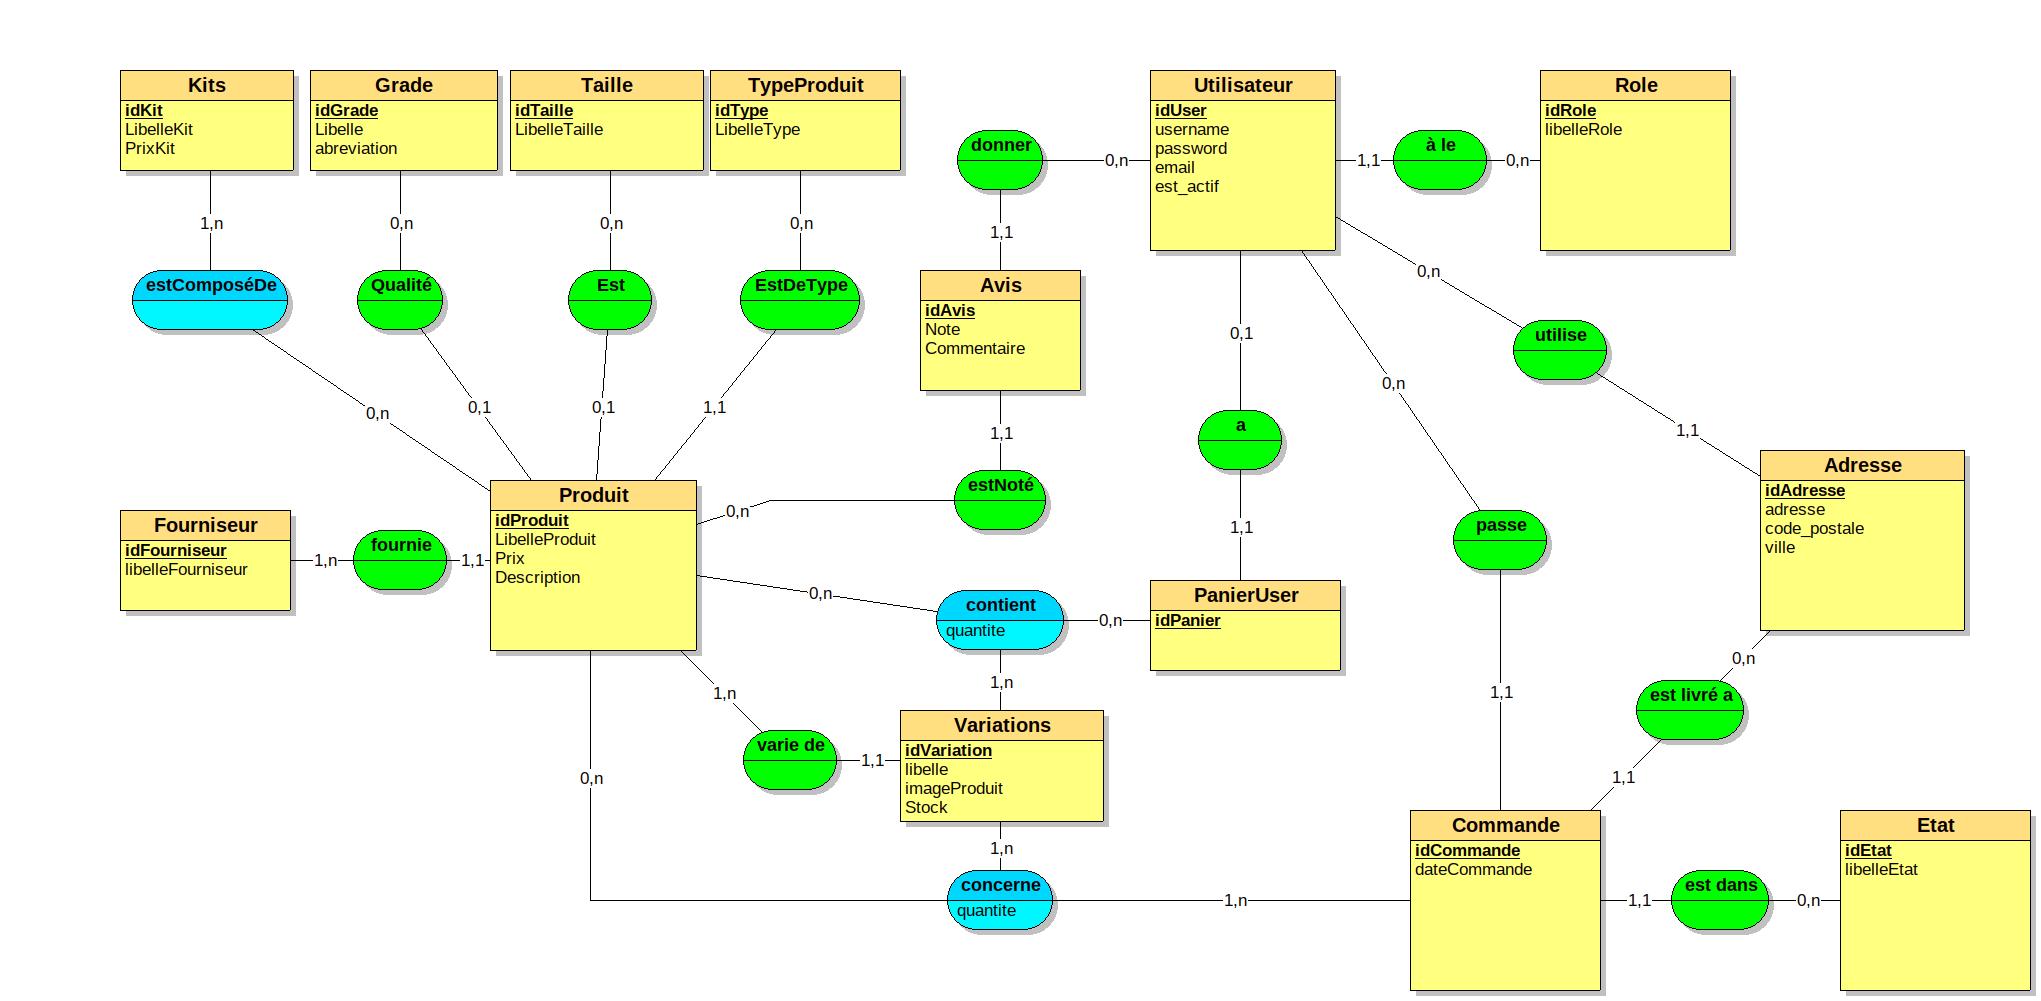 Kits
idKit
LibelleKit
PrixKit
Grade
idGrade
Libelle
abreviation
Taille
idTaille
LibelleTaille
TypeProduit
idType
LibelleType
donner
0,n
Utilisateur
idUser
username
password
email
est_actif
1,1
à le
0,n
Role
idRole
libelleRole
1,n
0,n
0,n
0,n
1,1
estComposéDe
Qualité
Est
EstDeType
Avis
idAvis
Note
Commentaire
0,n
utilise
0,1
0,n
0,n
0,1
0,1
1,1
a
1,1
1,1
Adresse
idAdresse
adresse
code_postale
ville
Produit
idProduit
LibelleProduit
Prix
Description
0,n
estNoté
Fourniseur
idFourniseur
libelleFourniseur
1,n
fournie
1,1
1,1
passe
0,n
contient
quantite
0,n
PanierUser
idPanier
0,n
1,n
1,n
1,1
est livré a
varie de
1,1
Variations
idVariation
libelle
imageProduit
Stock
0,n
1,1
1,n
Commande
idCommande
dateCommande
Etat
idEtat
libelleEtat
concerne
quantite
1,n
1,1
est dans
0,n